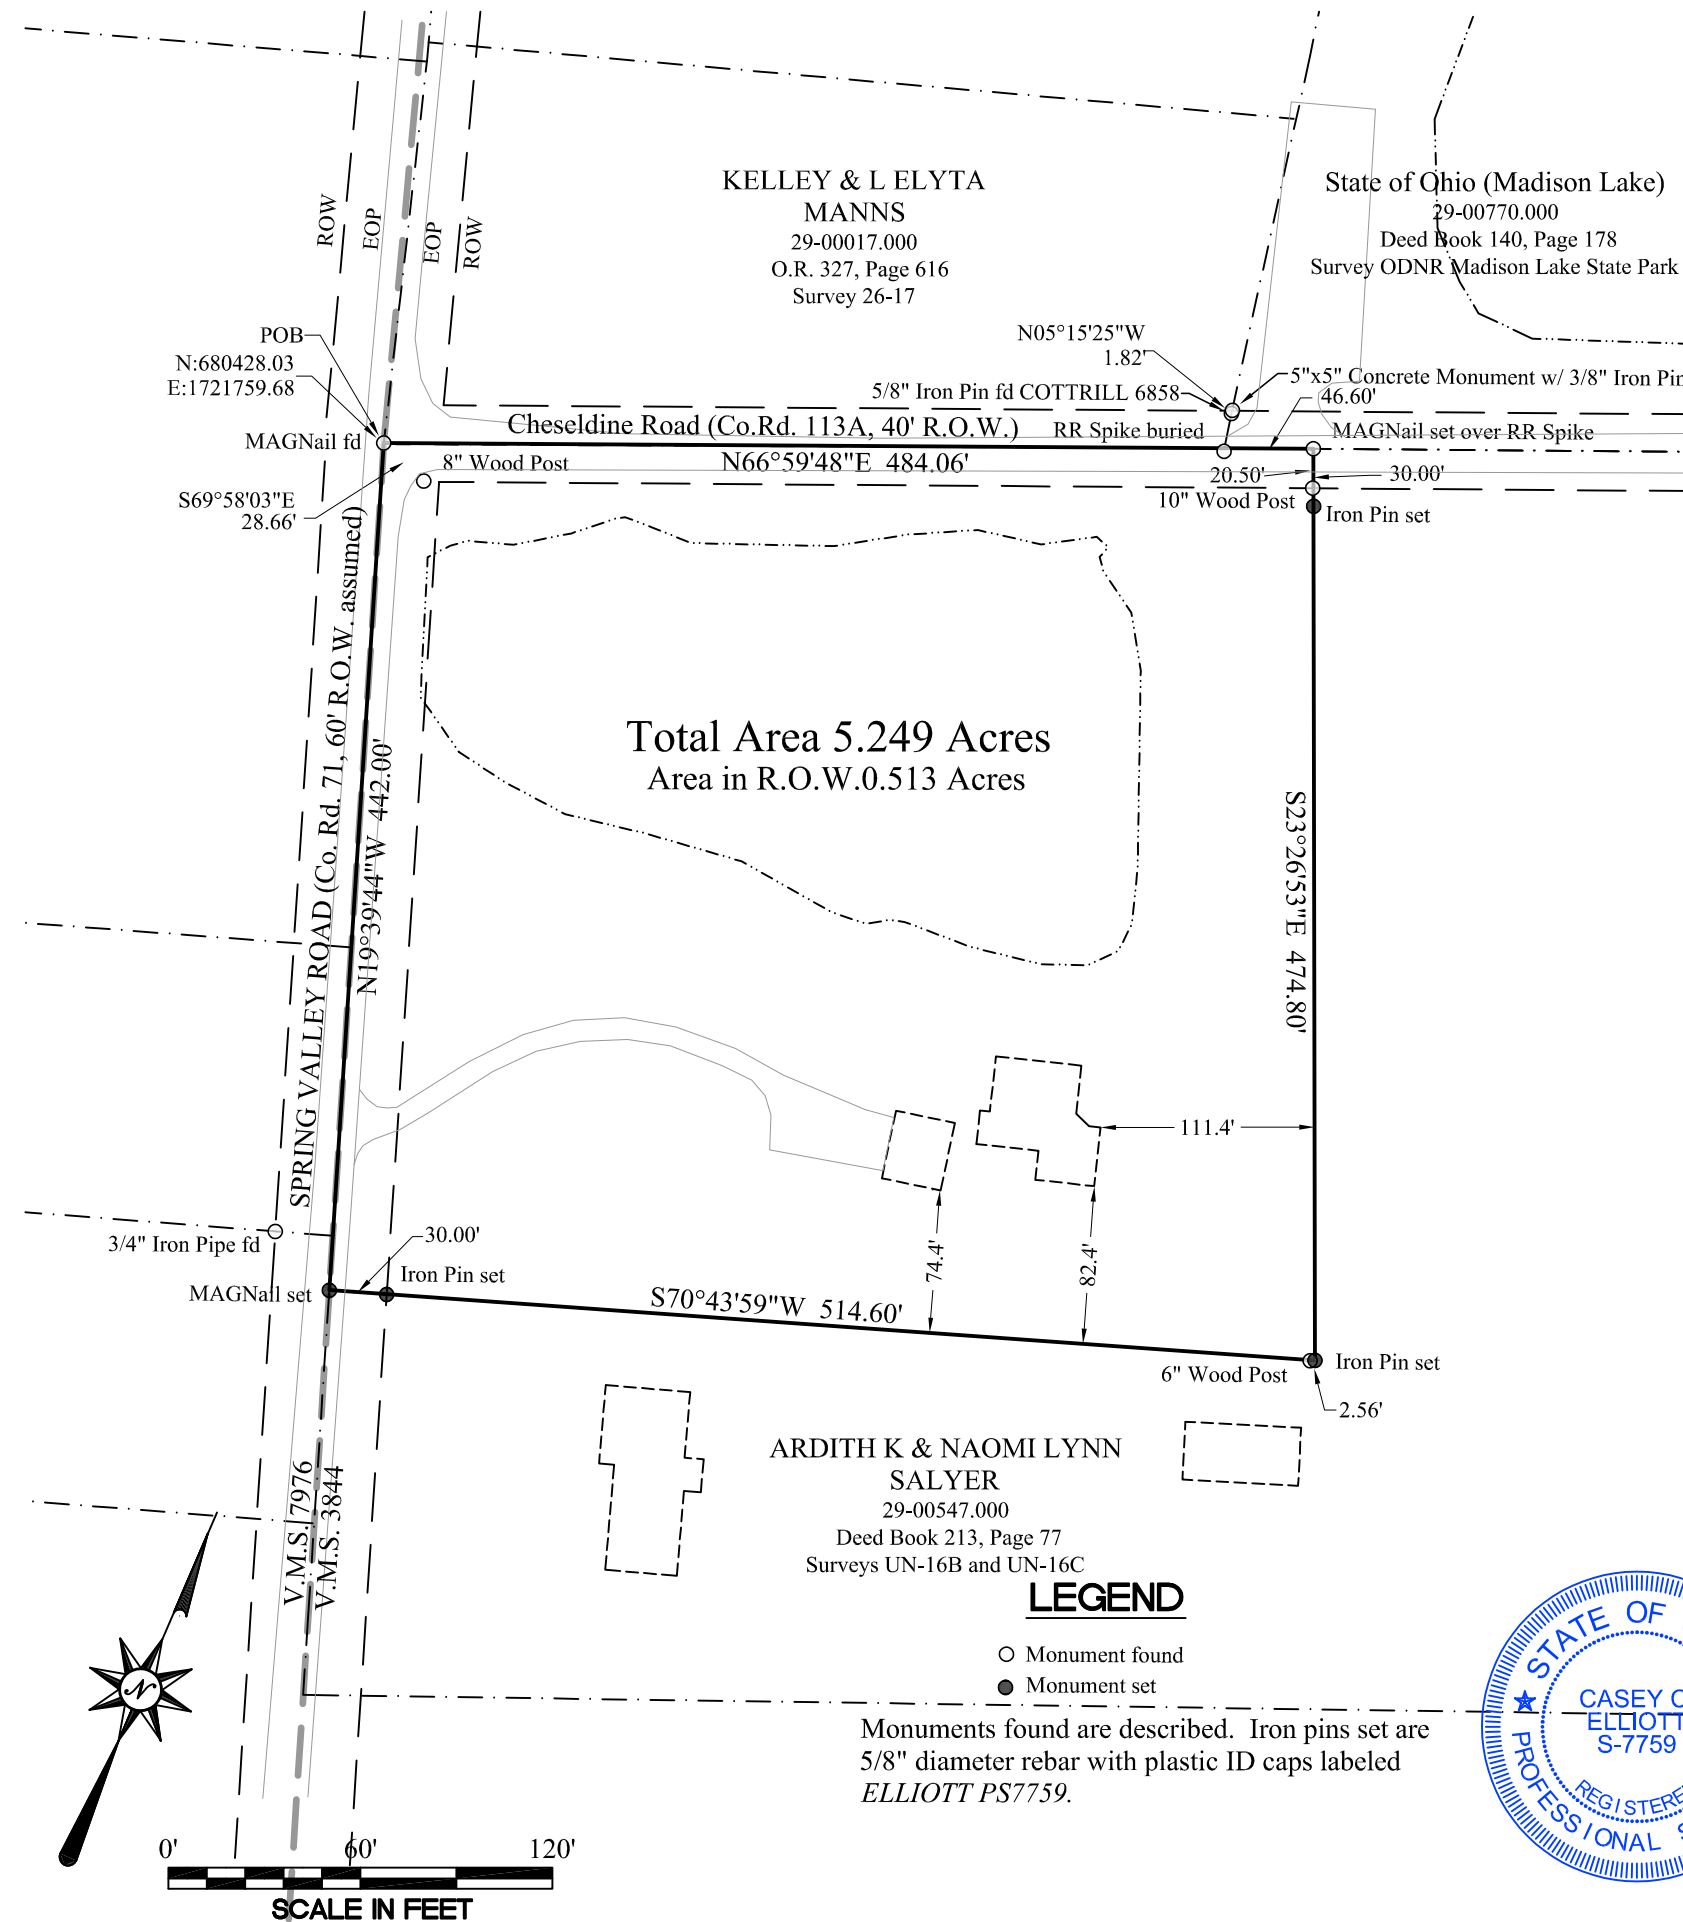 KELLEY & L ELYTA
MANNS
29-00017.000
O.R. 327, Page 616
Survey 26-17
State of Ohio (Madison Lake)
29-00770.000
Deed Book 140, Page 178
Survey ODNR Madison Lake State Park
ROW
EOP
EOP
ROW
POB
N:680428.03
E:1721759.68
MAGNail fd
S69°58'03"E
28.66'
8" Wood Post
N05°15'25"W
1.82'
5/8" Iron Pin fd COTTRILL 6858
5"x5" Concrete Monument w/ 3/8" Iron Pin
46.60'
Cheseldine Road (Co.Rd. 113A, 40' R.O.W.)
RR Spike buried
MAGNail set over RR Spike
N66°59'48"E 484.06'
20.50'
30.00'
10" Wood Post
Iron Pin set
SPRING VALLEY ROAD (Co. Rd. 71, 60' R.O.W. assumed)
N19°39'44"W 442.00'
Total Area 5.249 Acres
Area in R.O.W.0.513 Acres
S23°26'53"E 474.80'
111.4'
74.4'
82.4'
3/4" Iron Pipe fd
30.00'
MAGNail set
Iron Pin set
S70°43'59"W 514.60'
6" Wood Post
Iron Pin set
2.56'
ARDITH K & NAOMI LYNN
SALYER
29-00547.000
Deed Book 213, Page 77
Surveys UN-16B and UN-16C
V.M.S. 7976
V.M.S. 3844
N
LEGEND
Monument found
Monument set
Monuments found are described. Iron pins set are
5/8" diameter rebar with plastic ID caps labeled
ELLIOTT PS7759.
STATE OF
CASEY
ELLIOTT
S-7759
REGISTERE
PROFESSIONAL
0' 60' 120'
SCALE IN FEET